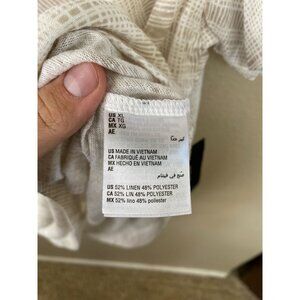 US XL
CA TG
MX XG
AE
كبير جدًا
US MADE IN VIETNAM
CA FABRIQUÉ AU VIETNAM
MX HECHO EN VIETNAM
AE
صنع في فيتنام
US 52% LINEN 48% POLYESTER
CA 52% LIN 48% POLYESTER
MX 52% lino 48% poliester